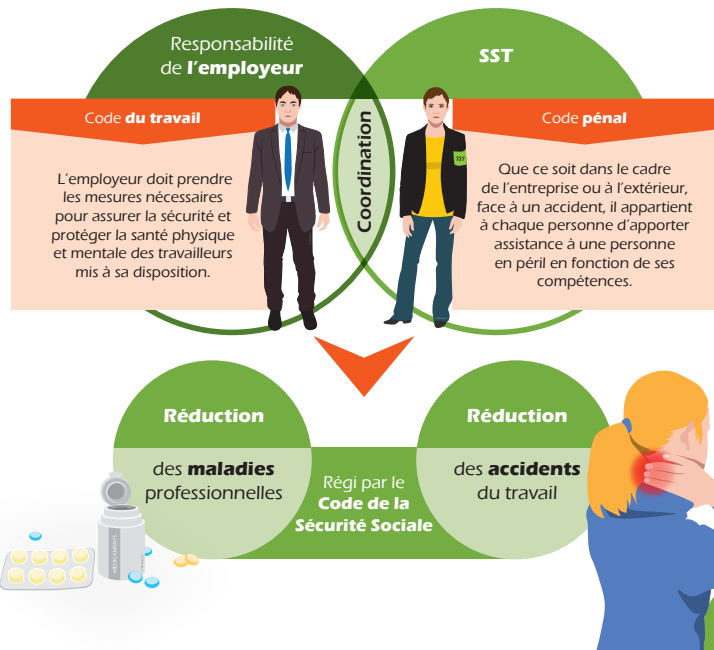 Responsabilité
de l'employeur
SST
Code du travail
L'employeur doit prendre
les mesures nécessaires
pour assurer la sécurité et
protéger la santé physique
et mentale des travailleurs
mis à sa disposition.
Coordination
SST
Code pénal
Que ce soit dans le cadre
de l'entreprise ou à l'extérieur,
face à un accident, il appartient
à chaque personne d'apporter
assistance à une personne
en péril en fonction de ses
compétences.
Réduction
des maladies
professionnelles
Régi par le
Code de la
Sécurité Sociale
Réduction
des accidents
du travail
MÉDICAMENTS